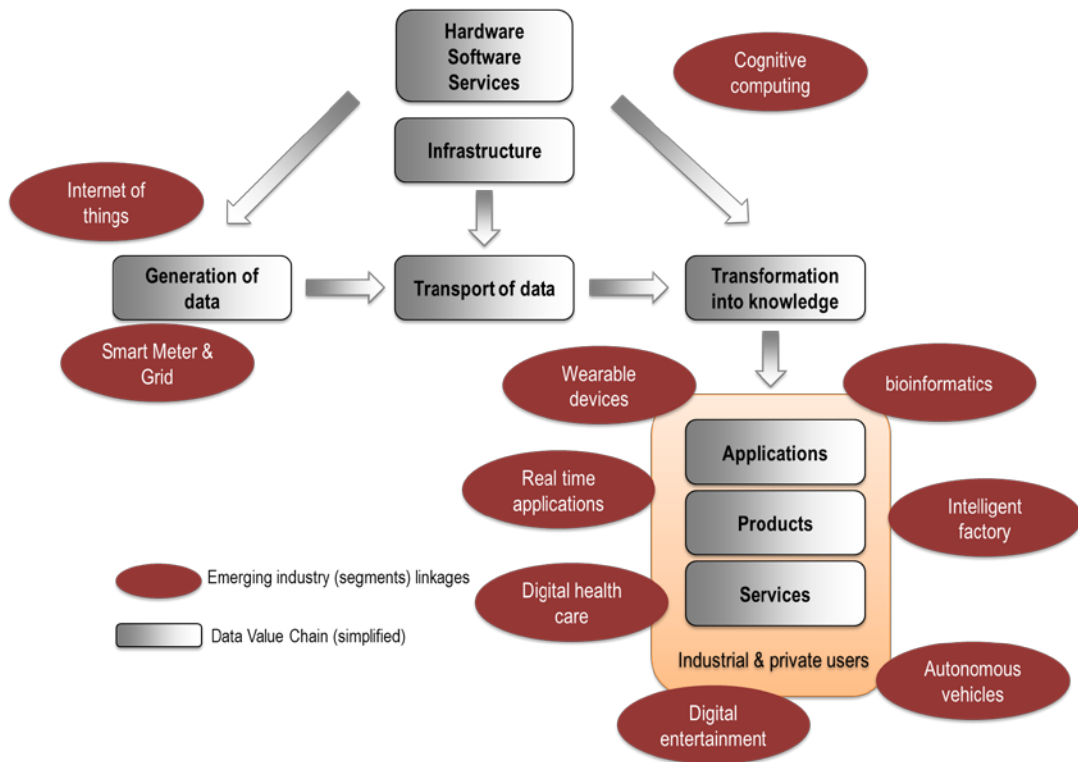 Hardware
Software
Services
Cognitive
computing
Infrastructure
Internet of
things
Generation of
data
Transport of data
Transformation
into knowledge
Smart Meter &
Grid
Wearable
devices
bioinformatics
Applications
Real time
applications
Products
Intelligent
factory
Emerging industry (segments) linkages
Digital health
care
Services
Data Value Chain (simplified)
Industrial & private users
Autonomous
vehicles
Digital
entertainment